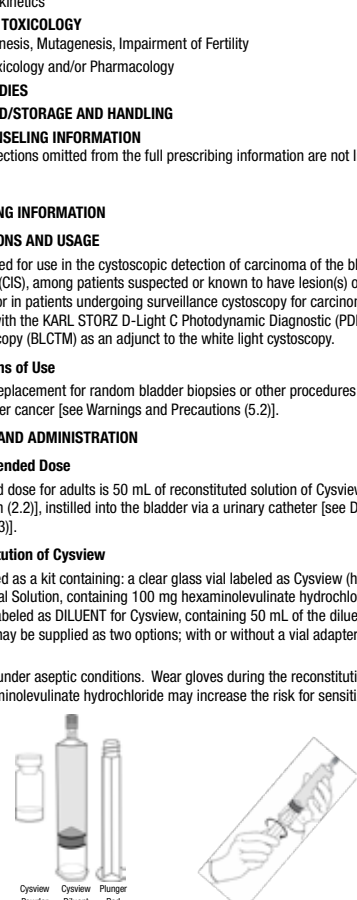 kinetics
TOXICOLOGY
nesis, Mutagenesis, Impairment of Fertility
xicology and/or Pharmacology
DIES
D/STORAGE AND HANDLING
NSELING INFORMATION
ections omitted from the full prescribing information are not l
NG INFORMATION
ONS AND USAGE
ed for use in the cystoscopic detection of carcinoma of the bl
(CIS), among patients suspected or known to have lesion(s) o
or in patients undergoing surveillance cystoscopy for carcino
with the KARL STORZ D-Light C Photodynamic Diagnostic (PD
copy (BLCTM) as an adjunct to the white light cystoscopy.
ns of Use
eplacement for random bladder biopsies or other procedures
er cancer [see Warnings and Precautions (5.2)].
AND ADMINISTRATION
ended Dose
d dose for adults is 50 mL of reconstituted solution of Cysview
n (2.2)], instilled into the bladder via a urinary catheter [see D
3)].
tution of Cysview
ed as a kit containing: a clear glass vial labeled as Cysview (h
al Solution, containing 100 mg hexaminolevulinate hydrochlo
abeled as DILUENT for Cysview, containing 50 mL of the dilue
may be supplied as two options; with or without a vial adapter
under aseptic conditions. Wear gloves during the reconstituti
minolevulinate hydrochloride may increase the risk for sensiti
Cysview Cysview Plunger